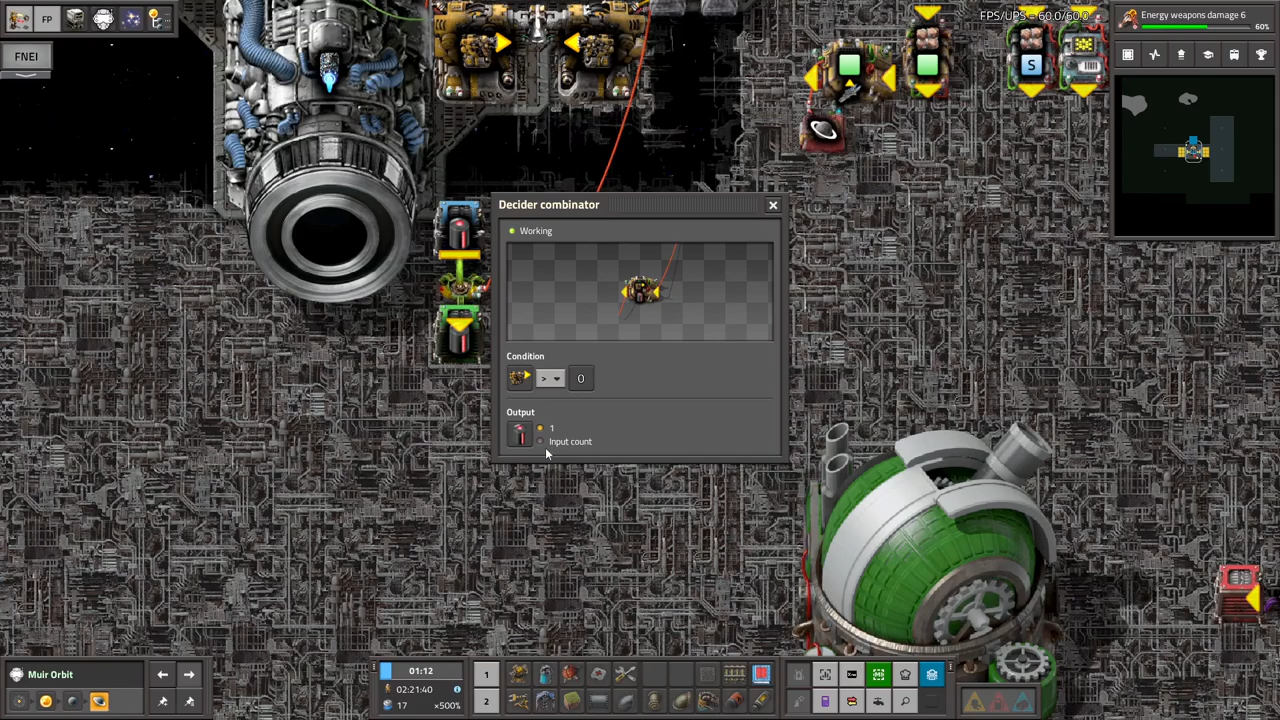 FP
FPS/UPS = 60.0/60.0
Energy weapons damage 6
60%
FNEI
S
Decider combinator
Working
Condition
>
0
Output
1
Input count
Muir Orbit
01:12
02:21:40
17
×500%
1
2